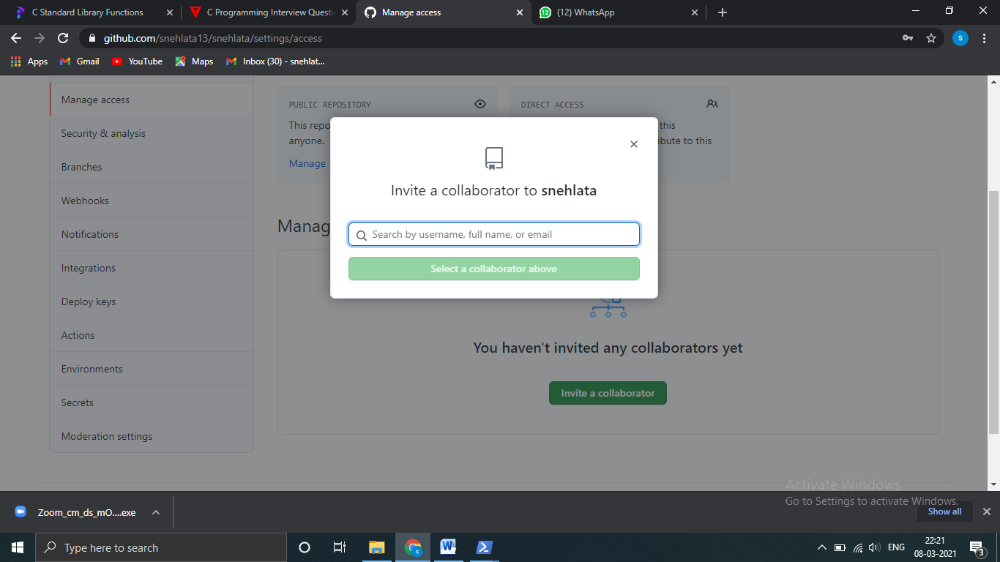 C Standard Library Functions
C Programming Interview Questi
Manage access
(12) WhatsApp
github.com/snehlata13/snehlata/settings/access
S
Apps
Gmail
YouTube
Maps
Inbox (30) - snehlat...
Manage access
Security & analysis
Branches
Webhooks
Notifications
Integrations
Deploy keys
Actions
Environments
Secrets
Moderation settings
PUBLIC REPOSITORY
This repo
anyone.
Manage
DIRECT ACCESS
this
ibute to this
Invite a collaborator to snehlata
Search by username, full name, or email
Select a collaborator above
Manag
You haven't invited any collaborators yet
Invite a collaborator
Activate Windows
Go to Settings to activate Windows.
Zoom_cm_ds_mO....exe
Show all
Type here to search
ENG
22:21
08-03-2021
3